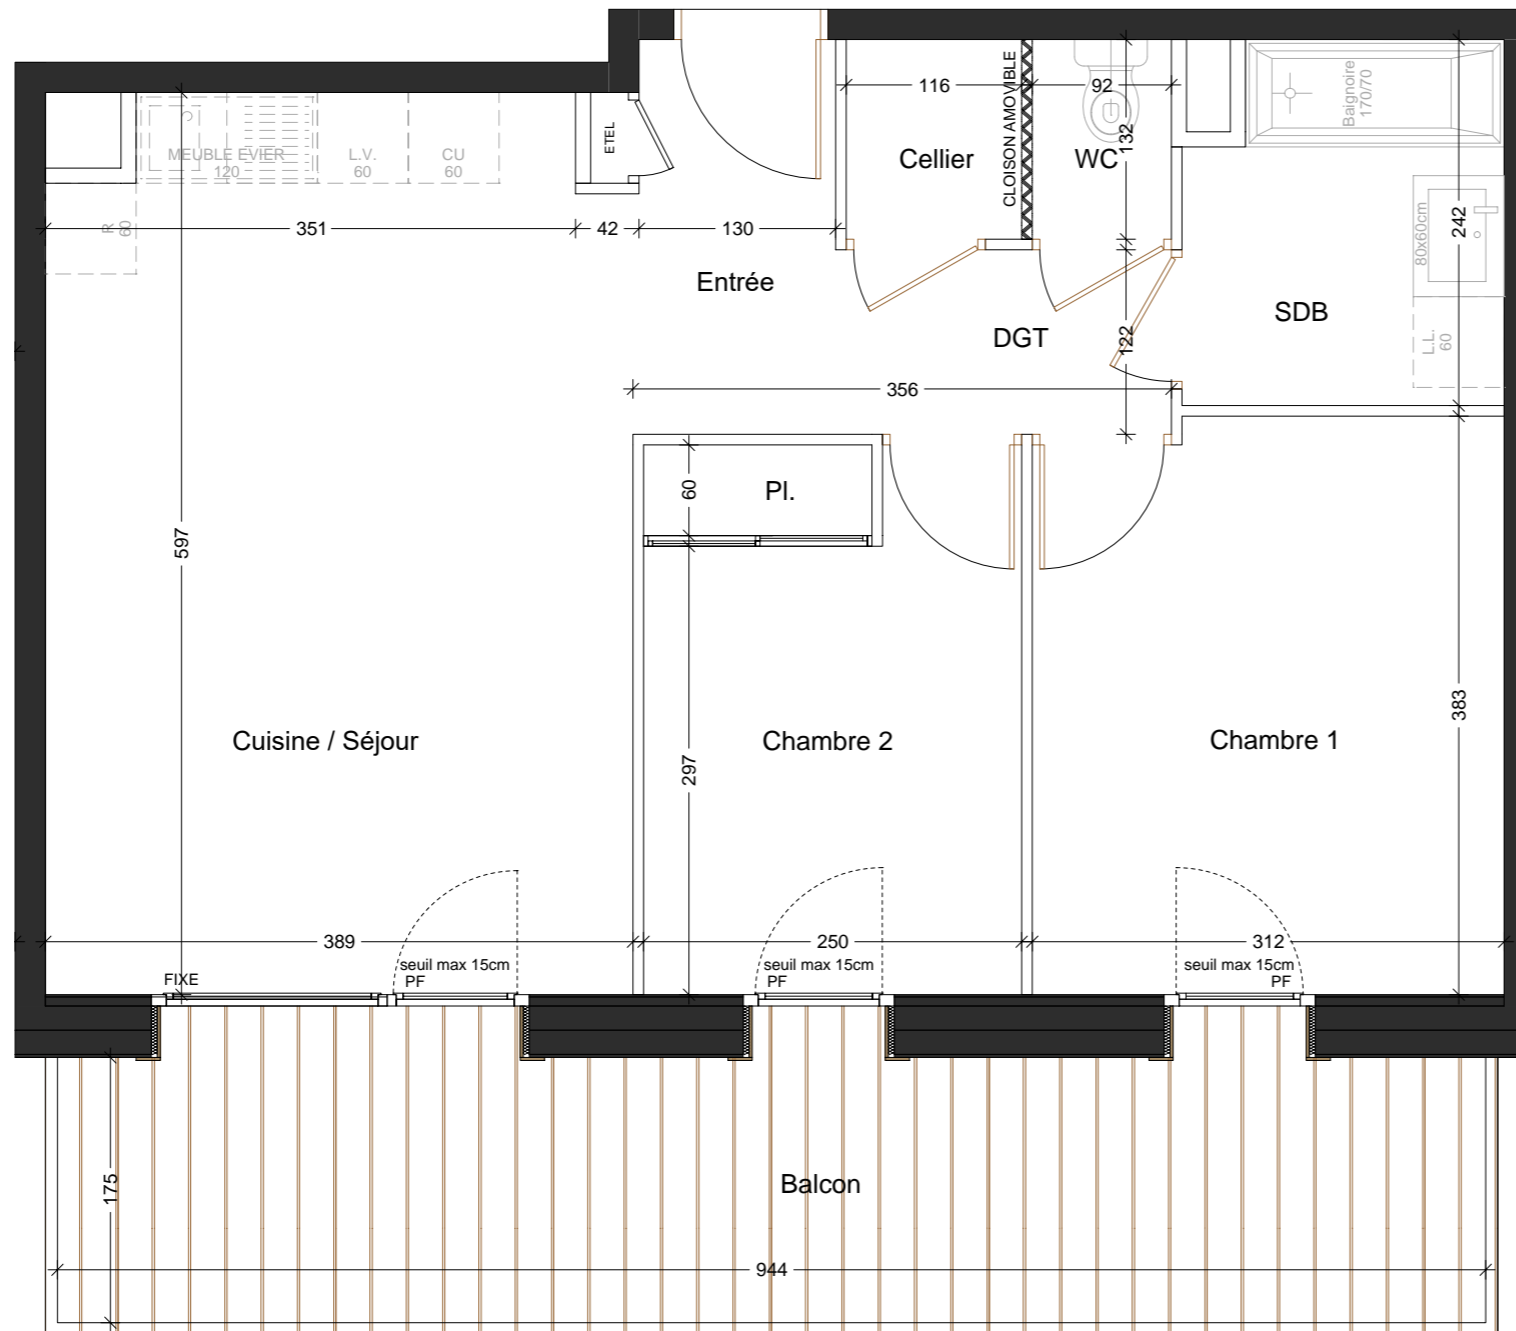 Baignoire
170/70
116
92
CLOISON AMOVIBLE
ETEL
132
MEUBLE EVIER
120
L.V.
60
CU
60
Cellier
WC
R
60
351
42
130
242
80x60cm
Entrée
SDB
DGT
122
L.L.
60
356
60
Pl.
597
383
297
Cuisine / Séjour
Chambre 2
Chambre 1
389
250
312
seuil max 15cm
PF
seuil max 15cm
PF
seuil max 15cm
PF
FIXE
175
Balcon
944